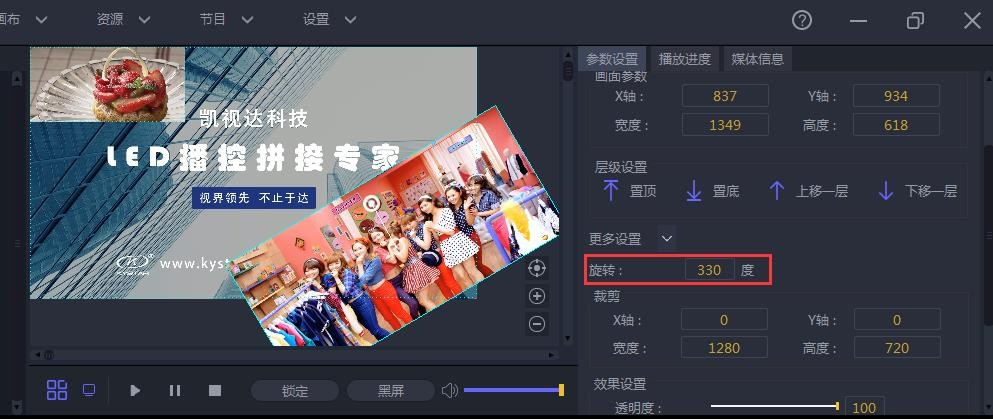 画布 资源 节目 设置
参数设置 播放进度 媒体信息
画面参数
X轴： 837 Y轴： 934
宽度： 1349 高度： 618
层级设置
置顶 置底 上移一层 下移一层
更多设置
旋转： 330 度
裁剪
X轴： 0 Y轴： 0
宽度： 1280 高度： 720
效果设置
透明度： 100
凯视达科技
LED播控拼接专家
视界领先 不止于达
KYSTAR
www.kyst
锁定 黑屏